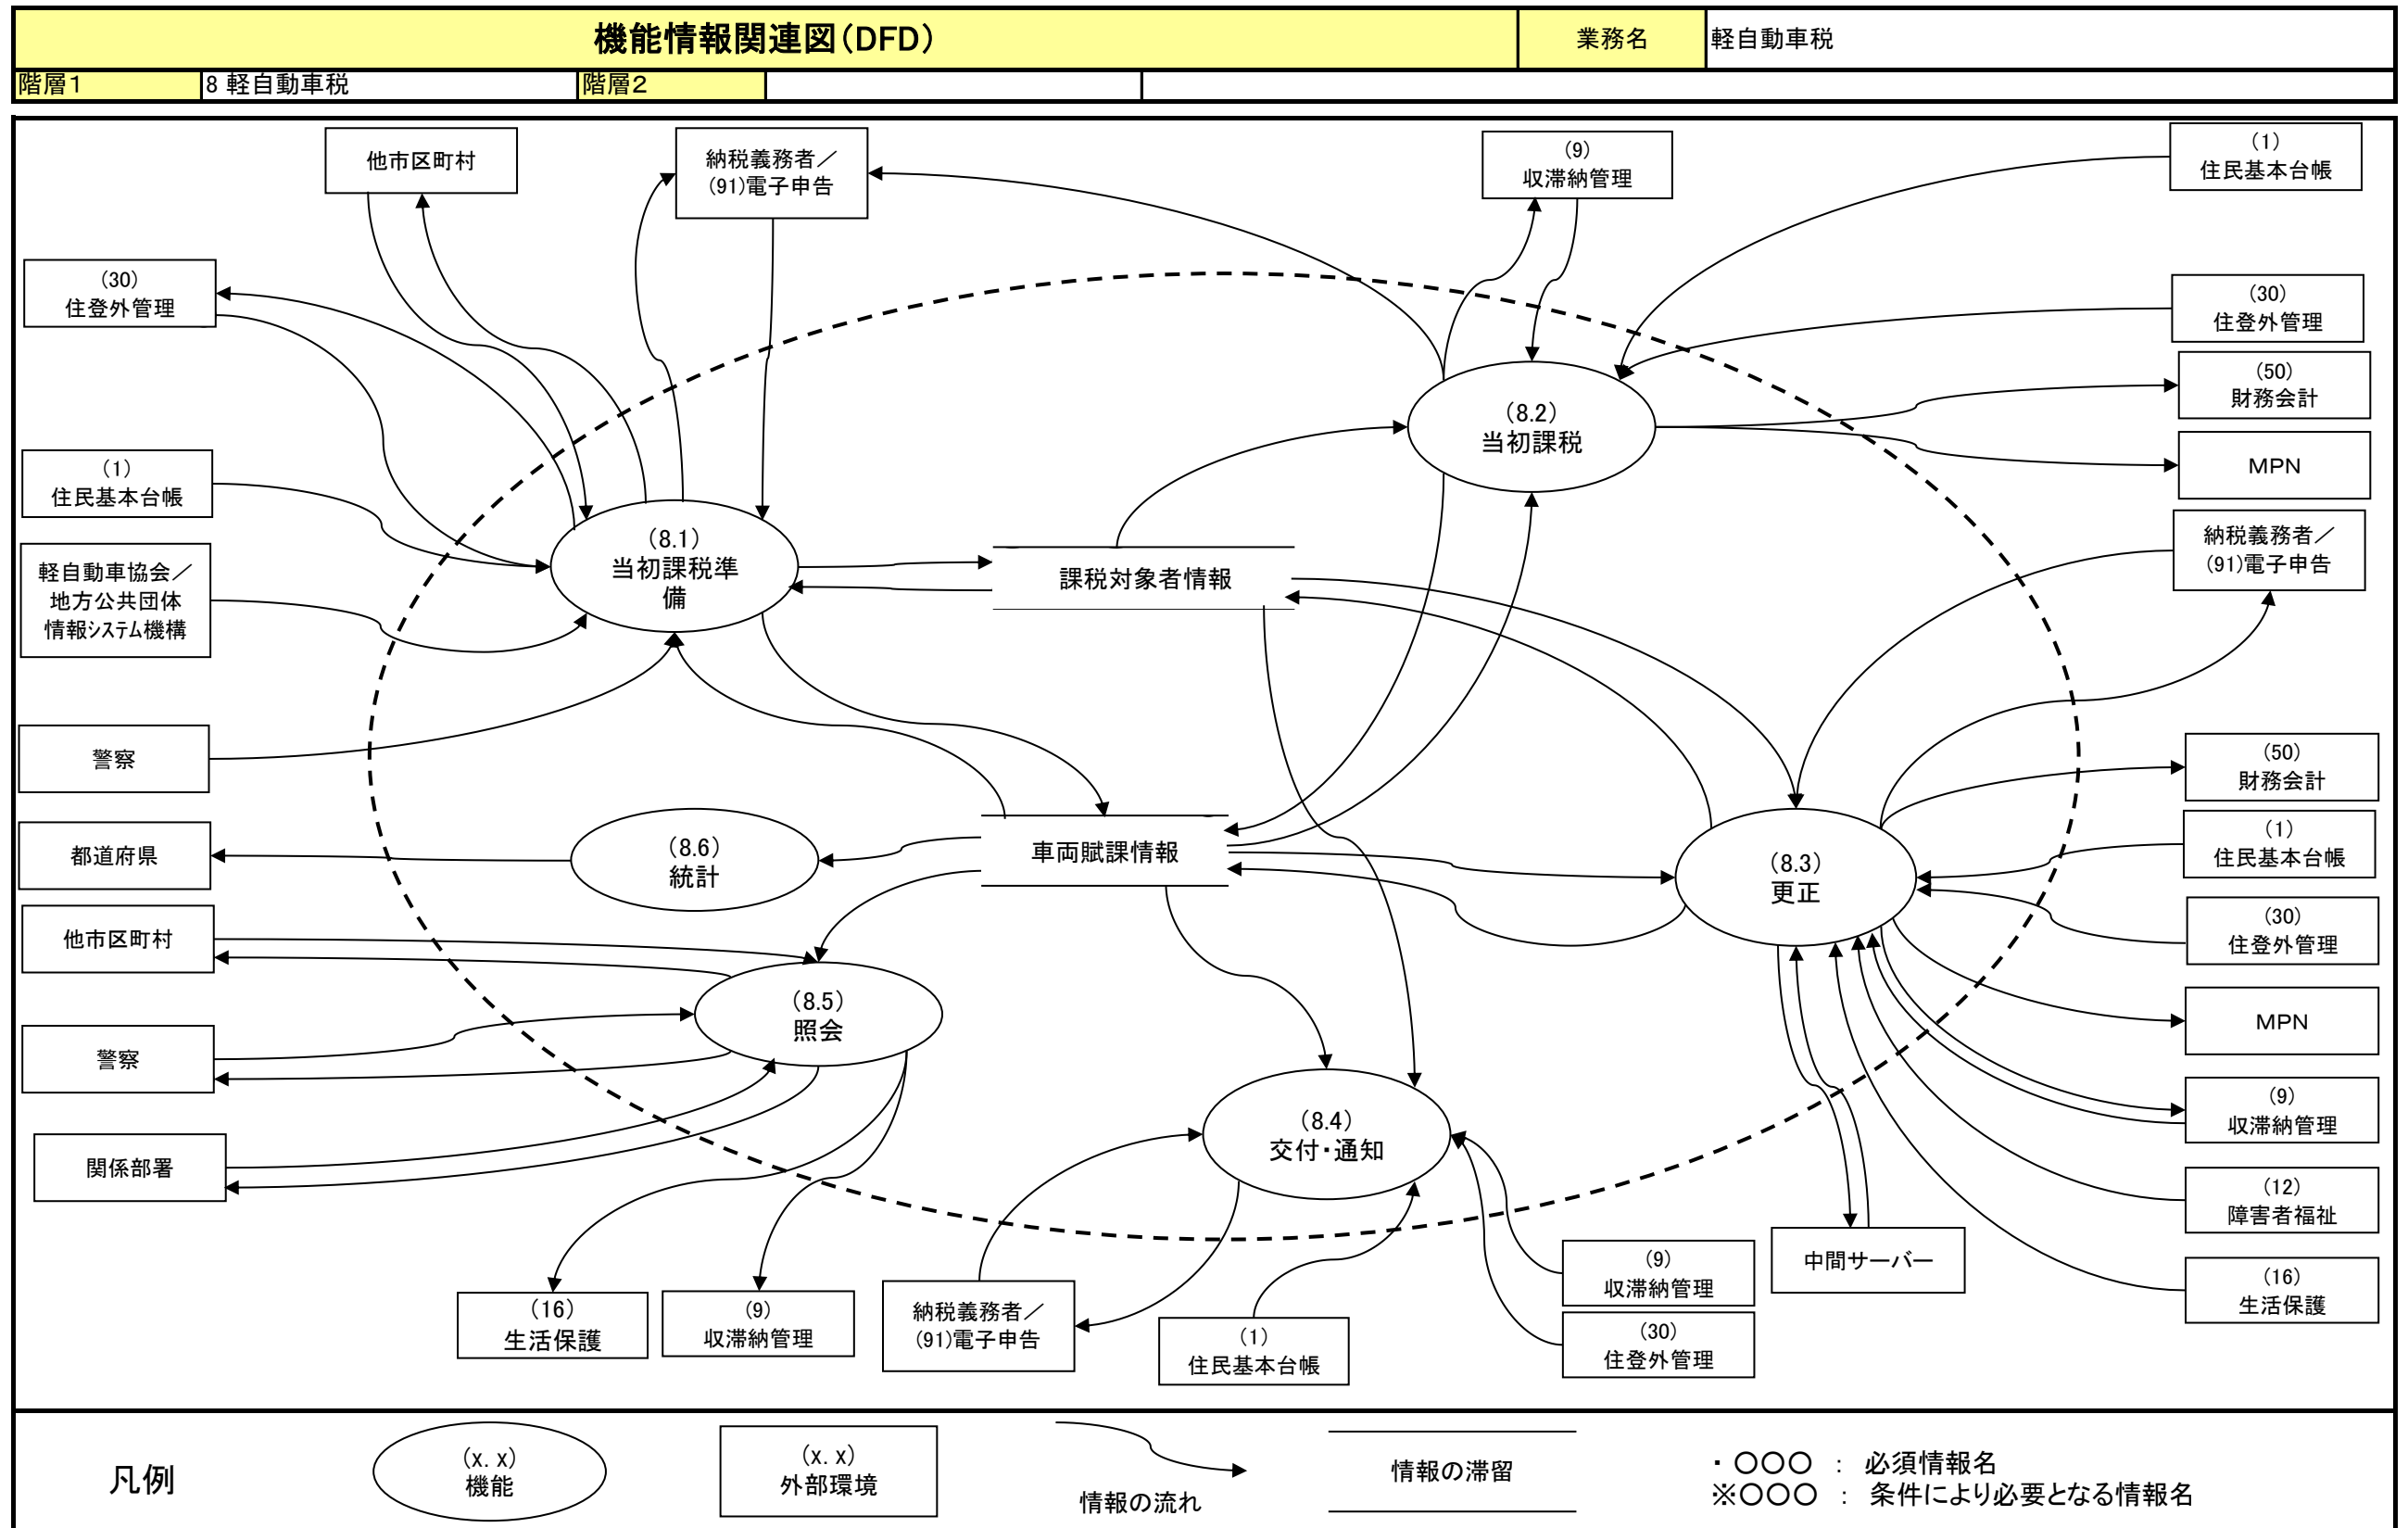 機能情報関連図（DFD）
業務名
軽自動車税
階層１
8 軽自動車税
階層２
他市区町村
納税義務者／
(91)電子申告
（9）
収滞納管理
（1）
住民基本台帳
（30）
住登外管理
（30）
住登外管理
（50）
財務会計
（8.2）
当初課税
MPN
（1）
住民基本台帳
納税義務者／
(91)電子申告
（8.1）
当初課税準
備
軽自動車協会／
地方公共団体
情報ｼｽﾃﾑ機構
課税対象者情報
警察
（50）
財務会計
都道府県
（8.6）
統計
車両賦課情報
（8.3）
更正
（1）
住民基本台帳
他市区町村
（30）
住登外管理
（8.5）
照会
MPN
警察
（9）
収滞納管理
（8.4）
交付・通知
関係部署
（12）
障害者福祉
（9）
収滞納管理
中間サーバー
（16）
生活保護
（16）
生活保護
（9）
収滞納管理
納税義務者／
(91)電子申告
（1）
住民基本台帳
（30）
住登外管理
凡例
（x. x）
機能
（x. x）
外部環境
情報の流れ
情報の滞留
・ 〇〇〇 ： 必須情報名
※〇〇〇 ： 条件により必要となる情報名